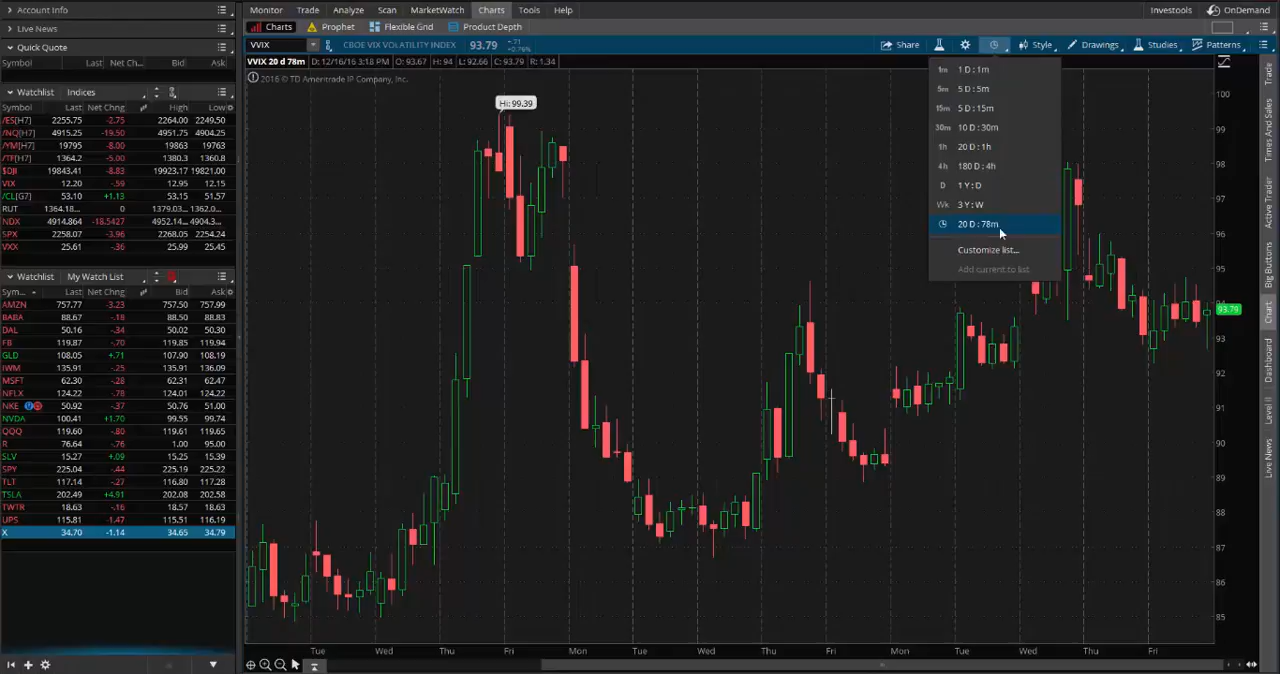 Account Info
Live News
Quick Quote
Symbol Last Net Ch... Bid Ask
Watchlist Indices
Symbol Last Net Chng High Low
/ES[H7] 2255.75 -2.75 2264.00 2249.50
/NQ[H7] 4915.25 -19.50 4951.75 4904.25
/YM[H7] 19795 -8.00 19863 19765
/TF[H7] 1364.2 -5.00 1380.3 1360.8
$DJI 19843.41 -8.83 19923.17 19821.00
VIX 12.20 -.59 12.95 12.15
/CL[G7] 53.10 +1.13 53.15 51.57
RUT 1364.18... 0 1379.03... 1362.0...
NDX 4914.864 -18.5427 4952.14... 4904.3...
SPX 2258.07 -3.96 2268.05 2254.24
VXX 25.61 -.36 25.99 25.45
Watchlist My Watch List
Sym... Last Net Chng Bid Ask
AMZN 757.77 -3.23 757.50 757.99
BABA 88.67 -.18 88.50 88.83
DAL 50.16 -.34 50.02 50.30
FB 119.87 -.70 119.85 119.94
GLD 108.05 +.71 107.90 108.19
IWM 135.91 -.25 135.91 136.09
MSFT 62.30 -.28 62.31 62.47
NFLX 124.22 -.78 124.01 124.22
NKE 50.92 -.37 50.76 51.00
NVDA 100.41 +1.70 99.55 99.74
QQQ 119.60 -.80 119.61 119.65
R 76.64 -.76 1.00 95.00
SLV 15.27 +.09 15.25 15.39
SPY 225.04 -.44 225.19 225.22
TLT 117.14 -.27 116.80 117.28
TSLA 202.49 +4.91 202.08 202.58
TWTR 18.63 -.16 18.57 18.63
UPS 115.81 -1.47 115.51 116.19
X 34.70 -1.14 34.65 34.79
Monitor Trade Analyze Scan MarketWatch Charts Tools Help Investools OnDemand
Charts Prophet Flexible Grid Product Depth
VVIX CBOE VIX VOLATILITY INDEX 93.79 -.71 Share Style Drawings Studies Patterns
VVIX 20 d 78m D: 12/16/16 3:18 PM O: 93.67 H: 94 L: 92.66 C: 93.79 R: 1.34
2016 © TD Ameritrade IP Company, Inc.
Hi: 99.39
1m 1 D : 1m
5m 5 D : 5m
15m 5 D : 15m
30m 10 D : 30m
1h 20 D : 1h
4h 180 D : 4h
D 1 Y : D
Wk 3 Y : W
20 D : 78m
Customize list...
Add current to list
100
99
98
97
96
95
94
93.79
93
92
91
90
89
88
87
86
85
Tue Wed Thu Fri Mon Tue Wed Thu Fri Mon Tue Wed Thu Fri
Trade
Times And Sales
Active Trader
Big Buttons
Chart
Dashboard
Level II
Live News